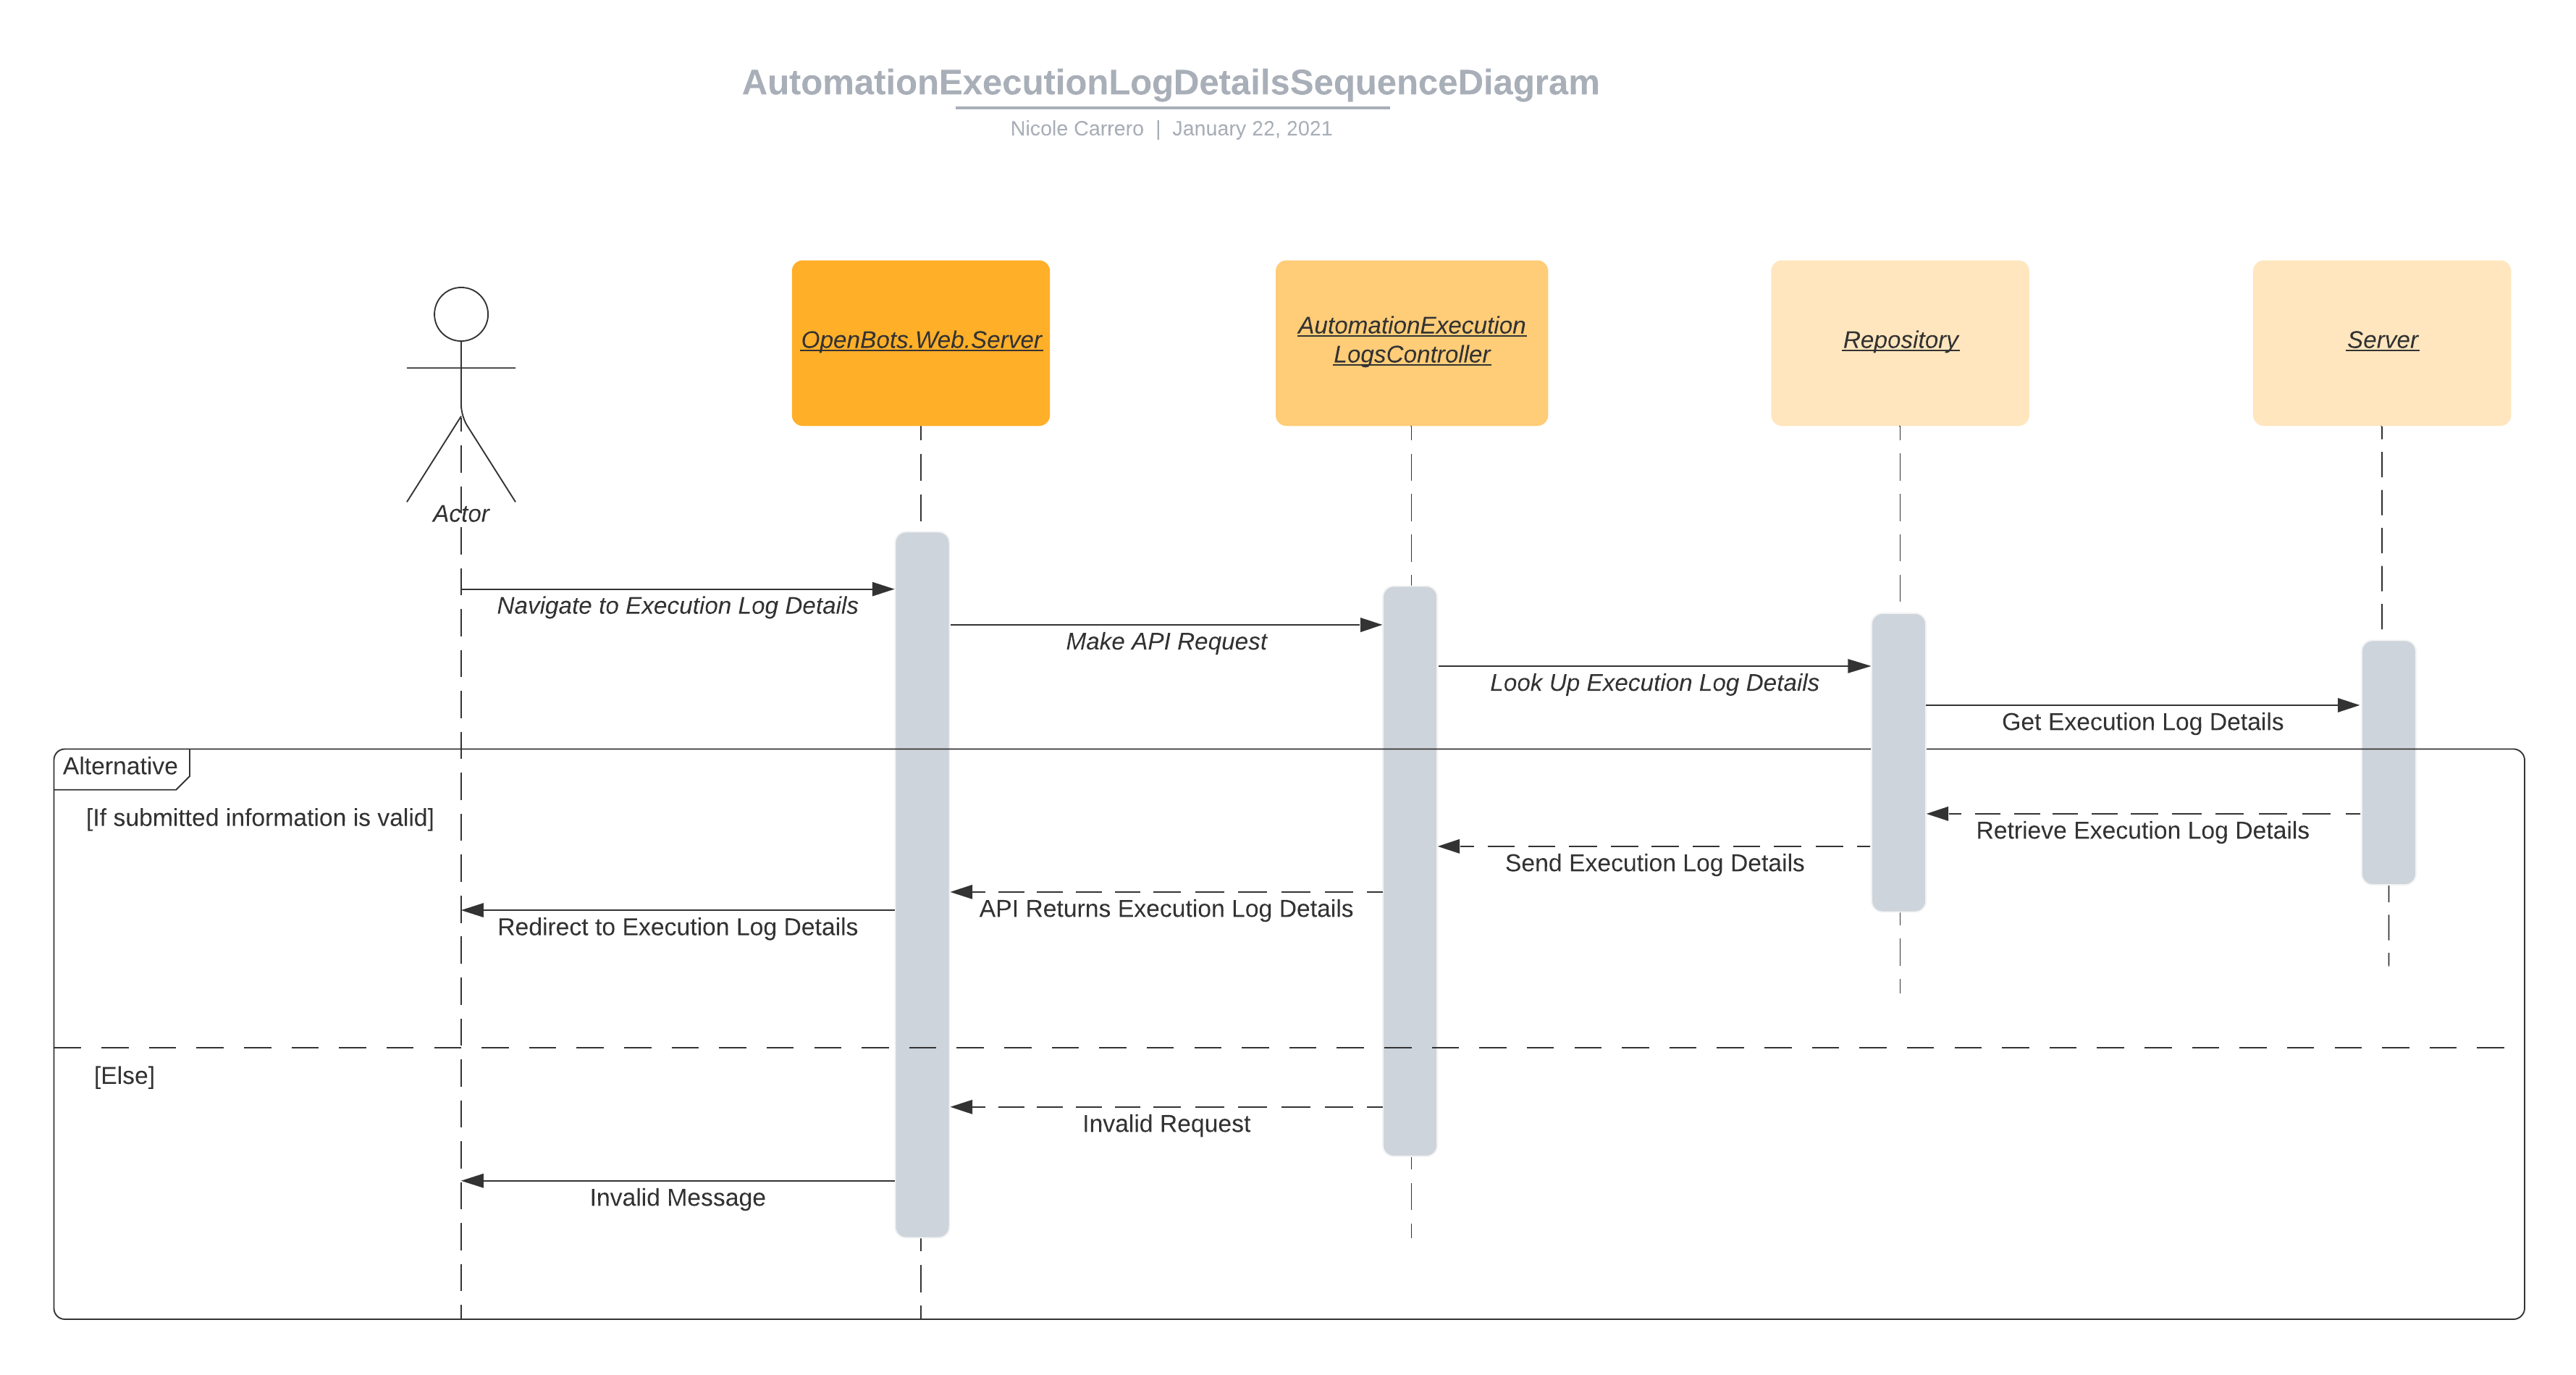 AutomationExecutionLogDetailsSequenceDiagram
Nicole Carrero | January 22, 2021
Actor
OpenBots.Web.Server
AutomationExecution
LogsController
Repository
Server
Navigate to Execution Log Details
Make API Request
Look Up Execution Log Details
Get Execution Log Details
Alternative
[If submitted information is valid]
Retrieve Execution Log Details
Send Execution Log Details
API Returns Execution Log Details
Redirect to Execution Log Details
[Else]
Invalid Request
Invalid Message